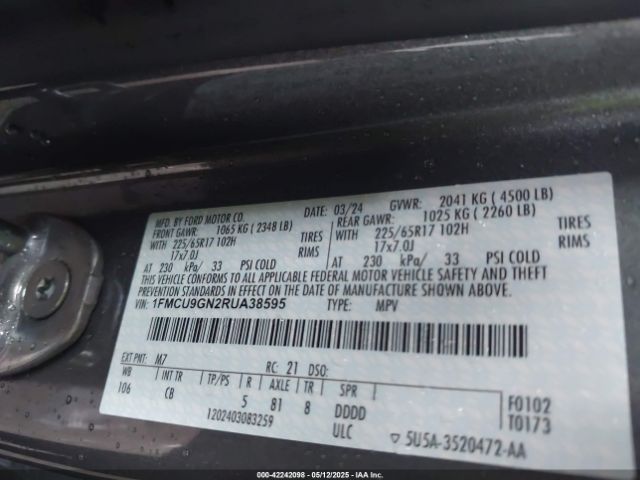 MFD. BY FORD MOTOR CO. DATE: 03/24 GVWR: 2041 KG ( 4500 LB)
FRONT GAWR: 1065 KG ( 2348 LB) REAR GAWR: 1025 KG ( 2260 LB)
WITH 225/65R17 102H TIRES WITH 225/65R17 102H TIRES
17x7.0J RIMS 17x7.0J RIMS
AT 230 kPa/ 33 PSI COLD AT 230 kPa/ 33 PSI COLD
THIS VEHICLE CONFORMS TO ALL APPLICABLE FEDERAL MOTOR VEHICLE SAFETY AND THEFT
PREVENTION STANDARDS IN EFFECT ON THE DATE OF MANUFACTURE SHOWN ABOVE.
VIN: 1FMCU9GN2RUA38595 TYPE: MPV
EXT PNT: M7 RC: 21 DSO:
WB INT TR TP/PS R AXLE TR SPR
106 CB 5 81 8 DDDD
F0102
T0173
1202403083259 ULC 5U5A-3520472-AA
000-42242098 - 05/12/2025 - IAAI.COM